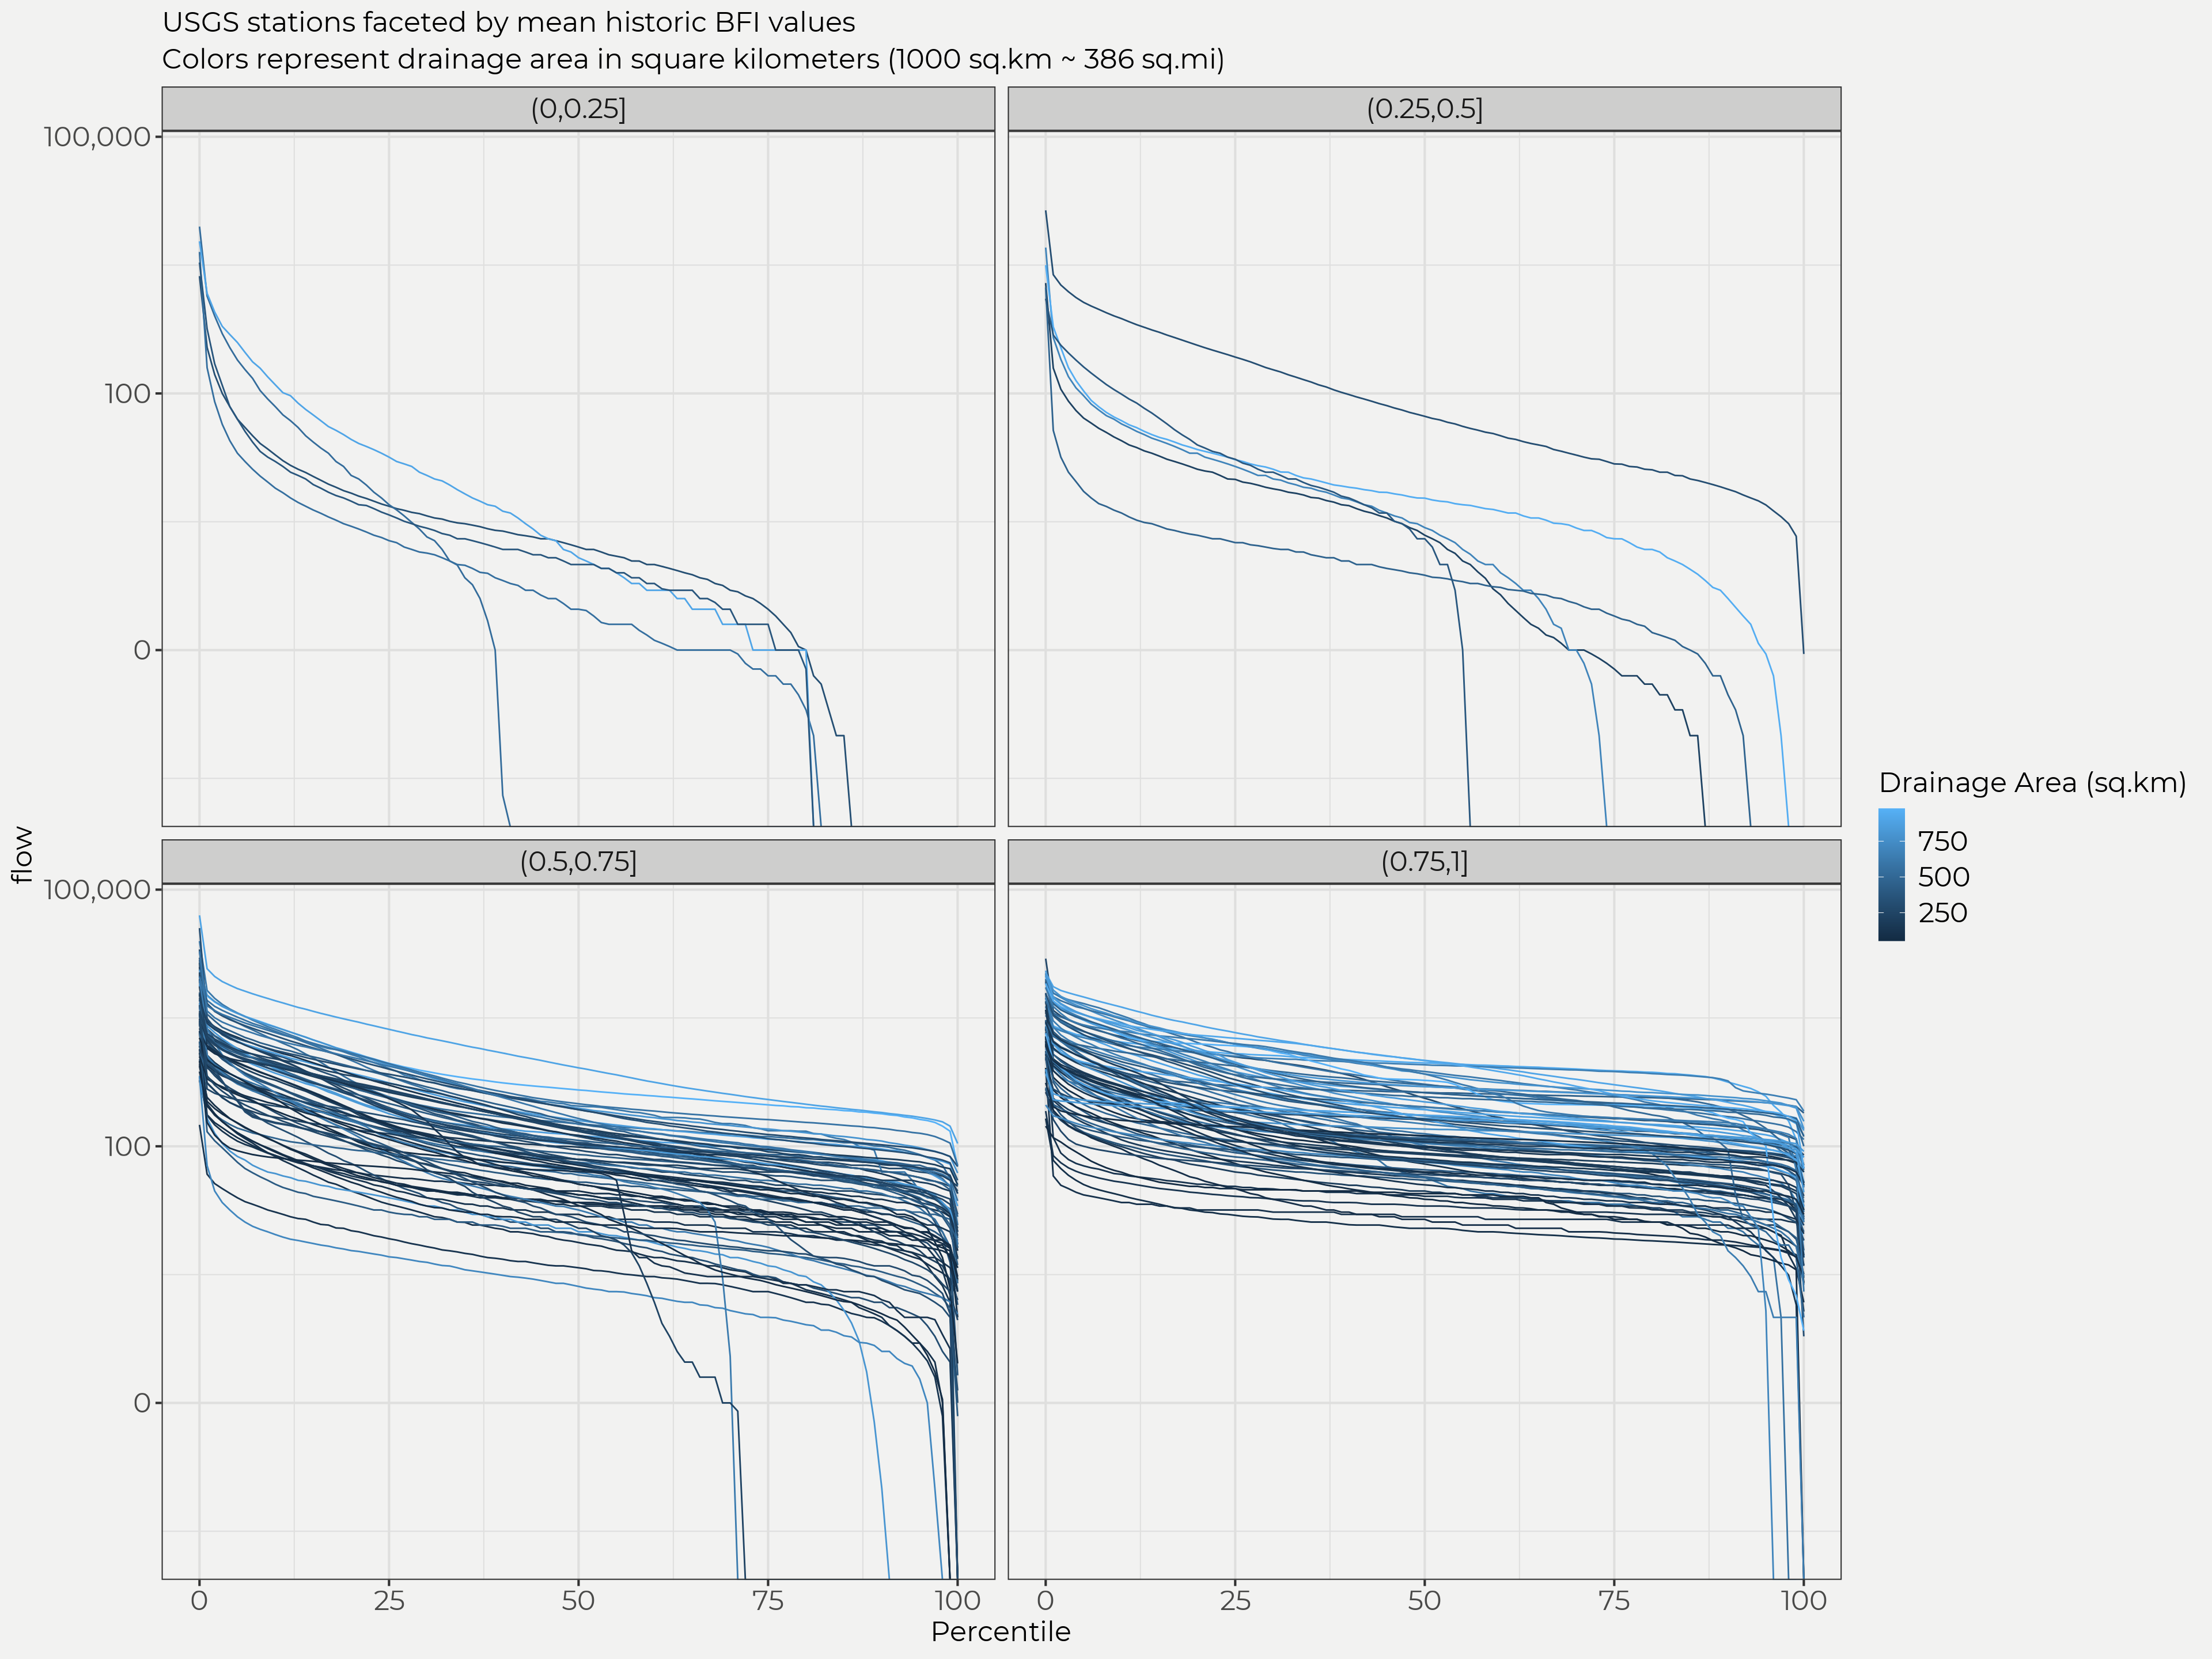 USGS stations faceted by mean historic BFI values
Colors represent drainage area in square kilometers (1000 sq.km ~ 386 sq.mi)
(0,0.25]
(0.25,0.5]
100,000
100
0
(0.5,0.75]
(0.75,1]
100,000
100
0
flow
0 25 50 75 100
0 25 50 75 100
Percentile
Drainage Area (sq.km)
750
500
250